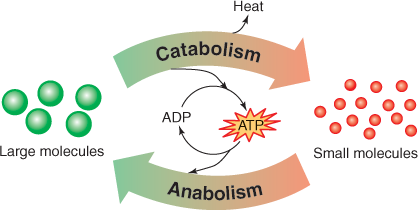 Heat
Catabolism
ADP
ATP
Large molecules
Small molecules
Anabolism